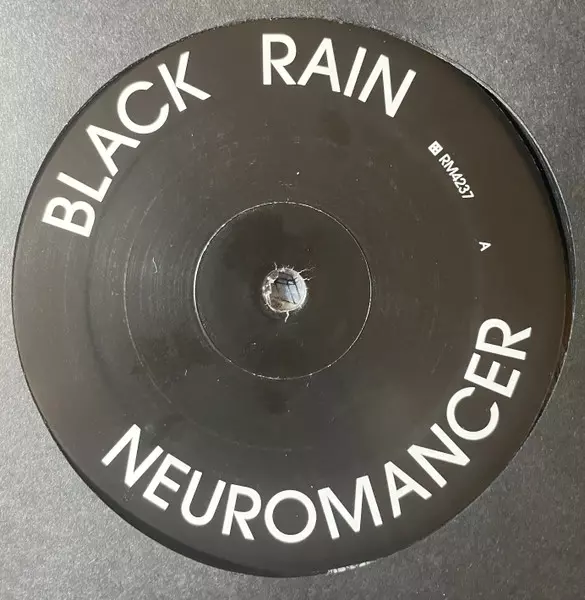 BLACK RAIN
RM4237
A
NEUROMANCER